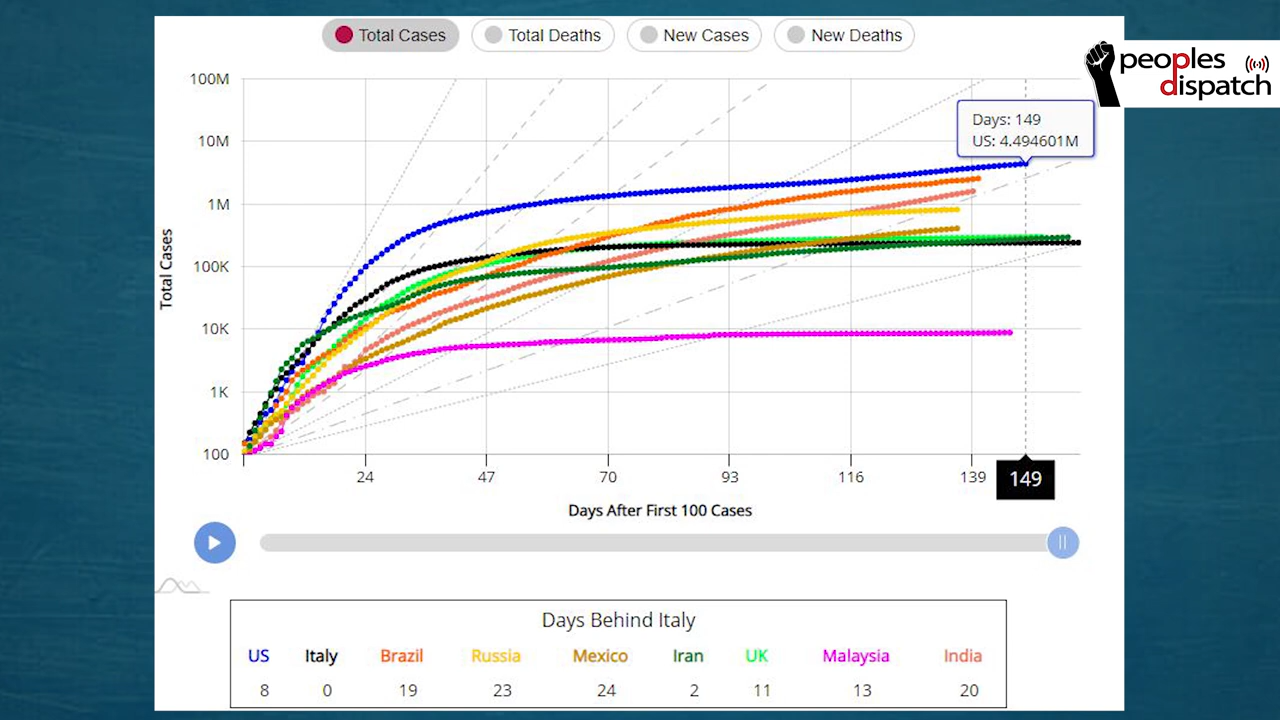 Total Cases Total Deaths New Cases New Deaths
peoples
dispatch
100M
10M
1M
100K
10K
1K
100
Total Cases
Days: 149
US: 4.494601M
24 47 70 93 116 139 149
Days After First 100 Cases
Days Behind Italy
US Italy Brazil Russia Mexico Iran UK Malaysia India
8 0 19 23 24 2 11 13 20